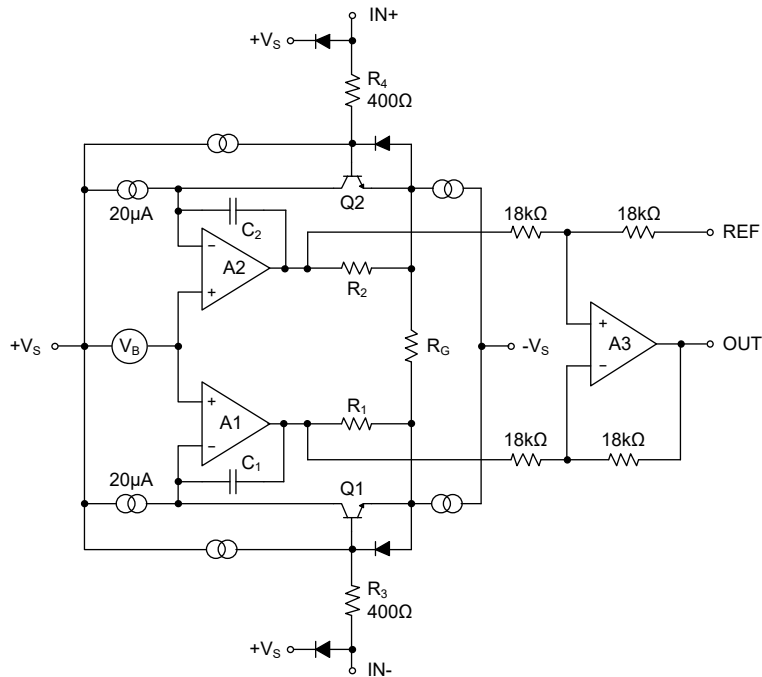 IN+
+VS
R4
400Ω
20μA
Q2
C2
A2
R2
18kΩ
18kΩ
REF
+VS
VB
RG
-VS
A3
OUT
A1
R1
C1
18kΩ
18kΩ
20μA
Q1
R3
400Ω
+VS
IN-
+
−
+
−
+
−